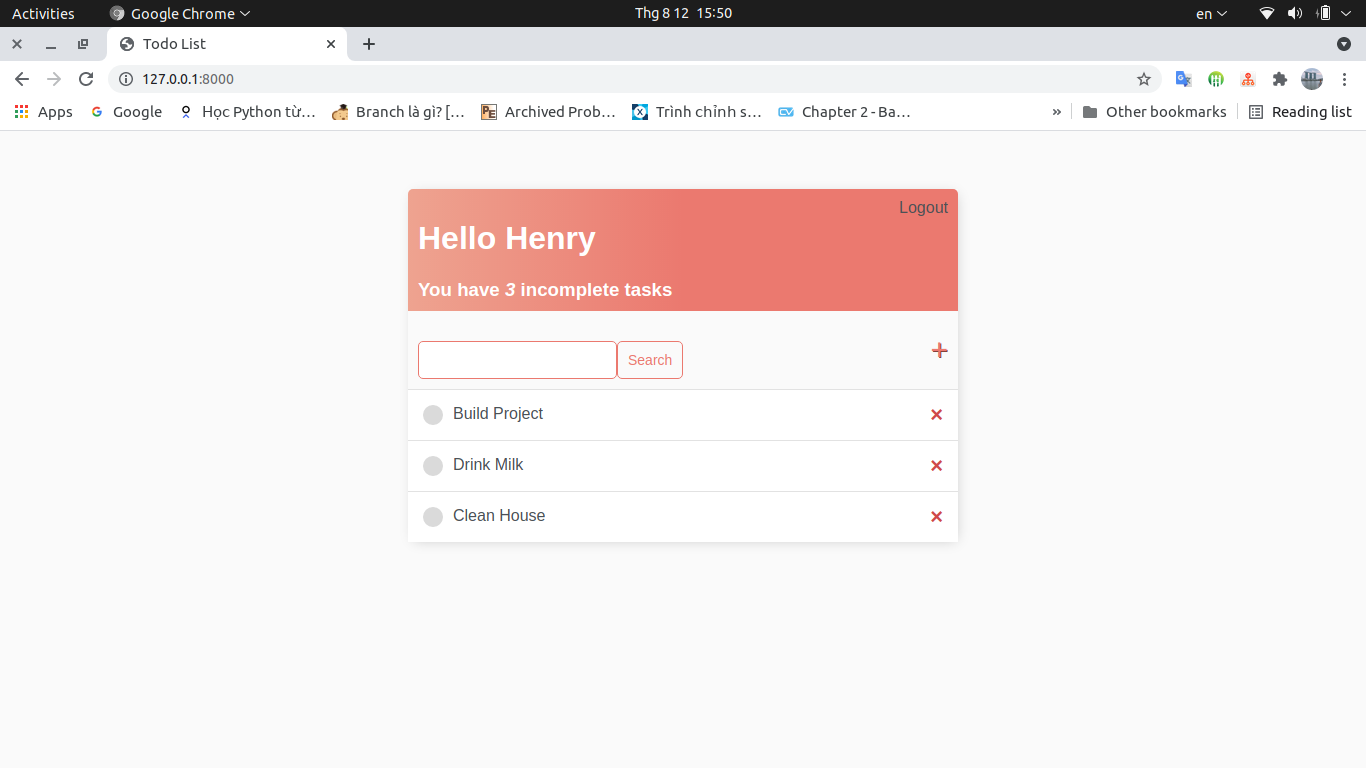 Activities Google Chrome Thg 8 12 15:50 en
Todo List
127.0.0.1:8000
Apps Google Học Python từ... Branch là gì? [... Archived Prob... Trình chỉnh s... Chapter 2 - Ba... » Other bookmarks Reading list
Logout
Hello Henry
You have 3 incomplete tasks
Search
Build Project
Drink Milk
Clean House